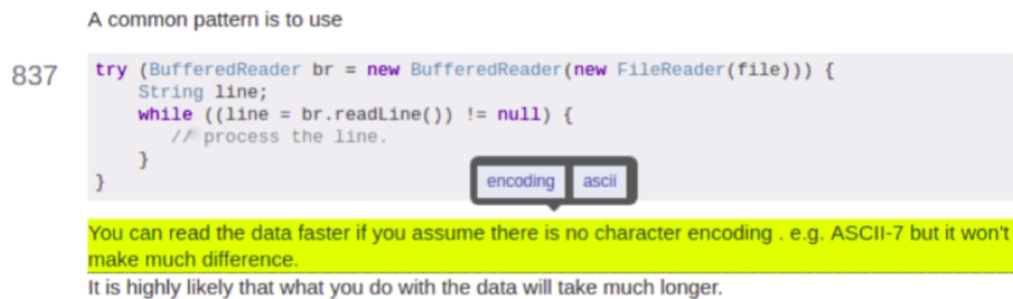 A common pattern is to use
837
try (BufferedReader br = new BufferedReader(new FileReader(file))) {
String line;
while ((line = br.readLine()) != null) {
// process the line.
}
}
encoding ascii
You can read the data faster if you assume there is no character encoding . e.g. ASCII-7 but it won't
make much difference.
It is highly likely that what you do with the data will take much longer.